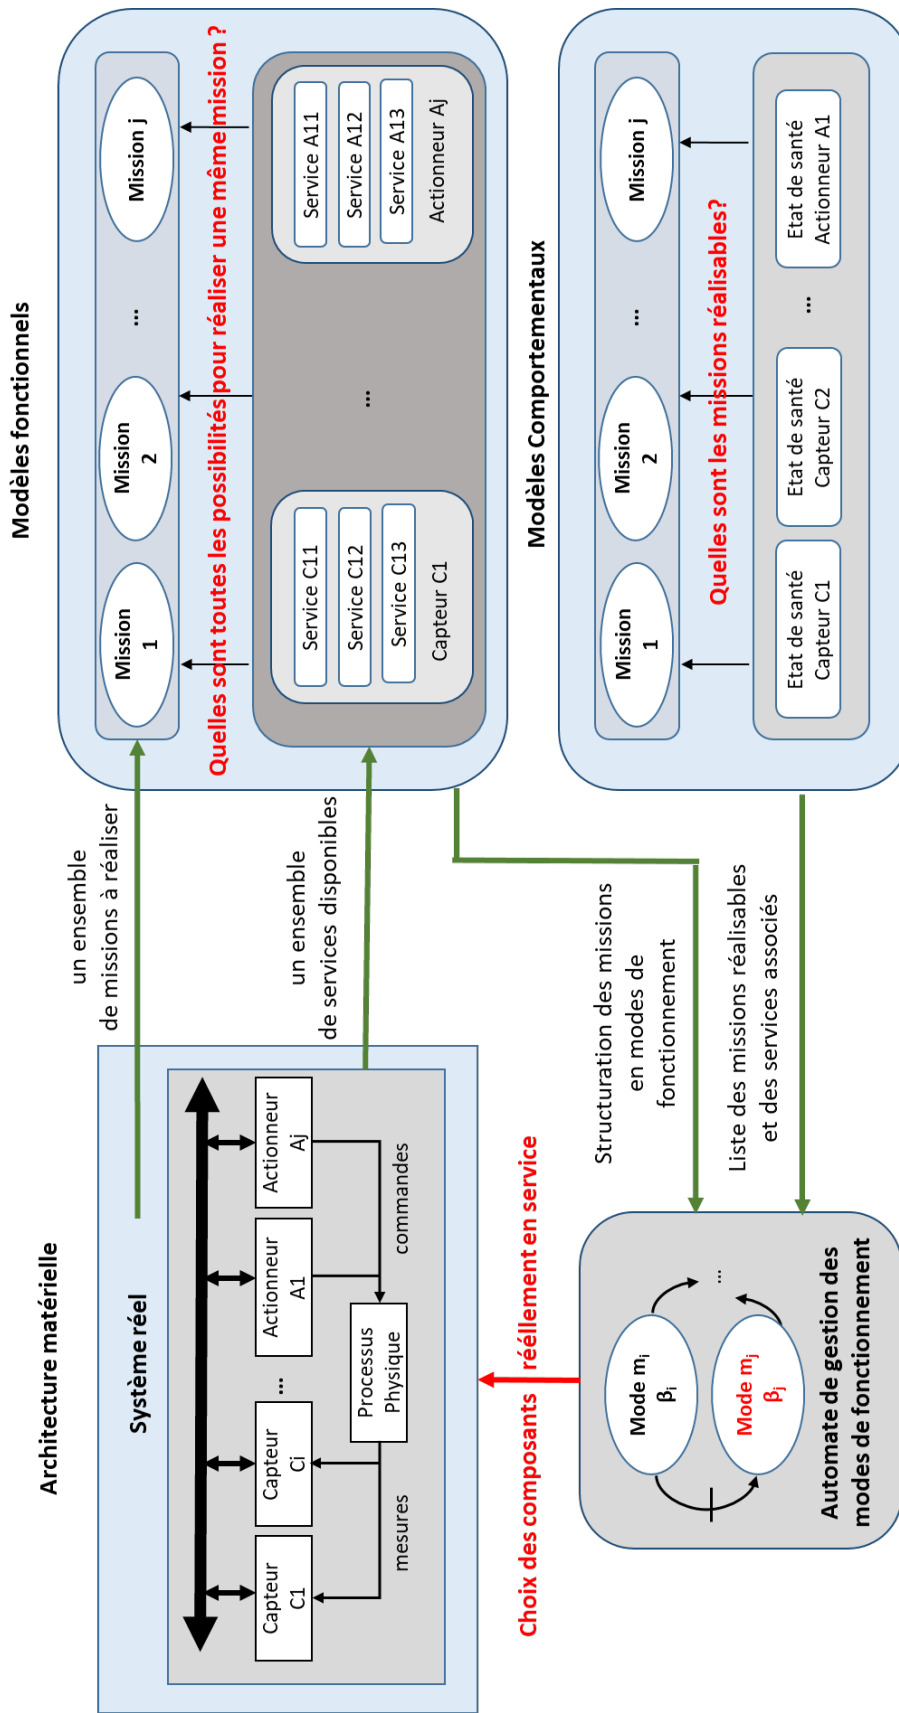 Architecture matérielle
Système réel
Capteur
C1
Capteur
Ci
...
Actionneur
A1
Actionneur
Aj
Processus
Physique
mesures
commandes
un ensemble
de missions à réaliser
un ensemble
de services disponibles
Modèles fonctionnels
Mission
1
Mission
2
...
Mission j
Quelles sont toutes les possibilités pour réaliser une même mission ?
Service C11
Service C12
Service C13
Capteur C1
...
Service A11
Service A12
Service A13
Actionneur Aj
Choix des composants réellement en service
Mode mi
βi
Mode mj
βj
...
Automate de gestion des
modes de fonctionnement
Structuration des missions
en modes de
fonctionnement
Liste des missions réalisables
et des services associés
Modèles Comportementaux
Mission
1
Mission
2
...
Mission j
Quelles sont les missions réalisables?
Etat de santé
Capteur C1
Etat de santé
Capteur C2
...
Etat de santé
Actionneur A1